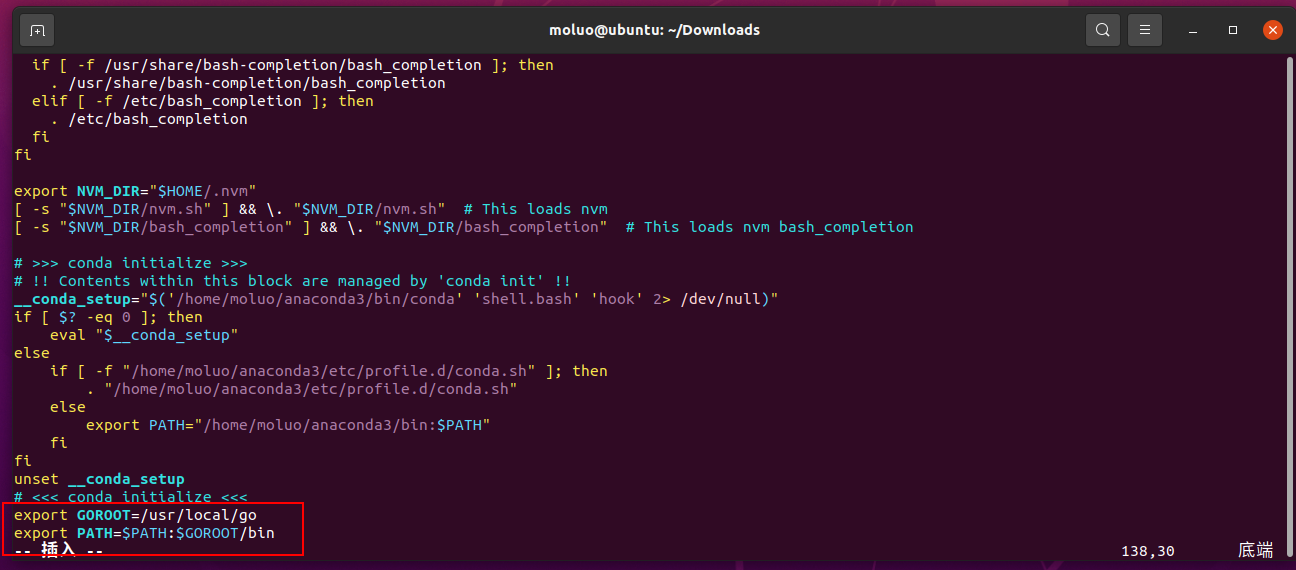 moluo@ubuntu: ~/Downloads
  if [ -f /usr/share/bash-completion/bash_completion ]; then
    . /usr/share/bash-completion/bash_completion
  elif [ -f /etc/bash_completion ]; then
    . /etc/bash_completion
  fi
fi
export NVM_DIR="$HOME/.nvm"
[ -s "$NVM_DIR/nvm.sh" ] && \. "$NVM_DIR/nvm.sh"  # This loads nvm
[ -s "$NVM_DIR/bash_completion" ] && \. "$NVM_DIR/bash_completion"  # This loads nvm bash_completion
# >>> conda initialize >>>
# !! Contents within this block are managed by 'conda init' !!
__conda_setup="$('/home/moluo/anaconda3/bin/conda' 'shell.bash' 'hook' 2> /dev/null)"
if [ $? -eq 0 ]; then
    eval "$__conda_setup"
else
    if [ -f "/home/moluo/anaconda3/etc/profile.d/conda.sh" ]; then
        . "/home/moluo/anaconda3/etc/profile.d/conda.sh"
    else
        export PATH="/home/moluo/anaconda3/bin:$PATH"
    fi
fi
unset __conda_setup
# <<< conda initialize <<<
export GOROOT=/usr/local/go
export PATH=$PATH:$GOROOT/bin
-- 插入 -- 138,30 底端